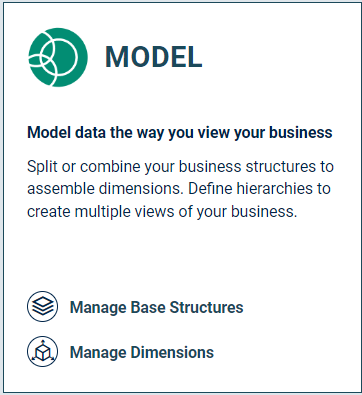 MODEL
Model data the way you view your business
Split or combine your business structures to
assemble dimensions. Define hierarchies to
create multiple views of your business.
Manage Base Structures
Manage Dimensions